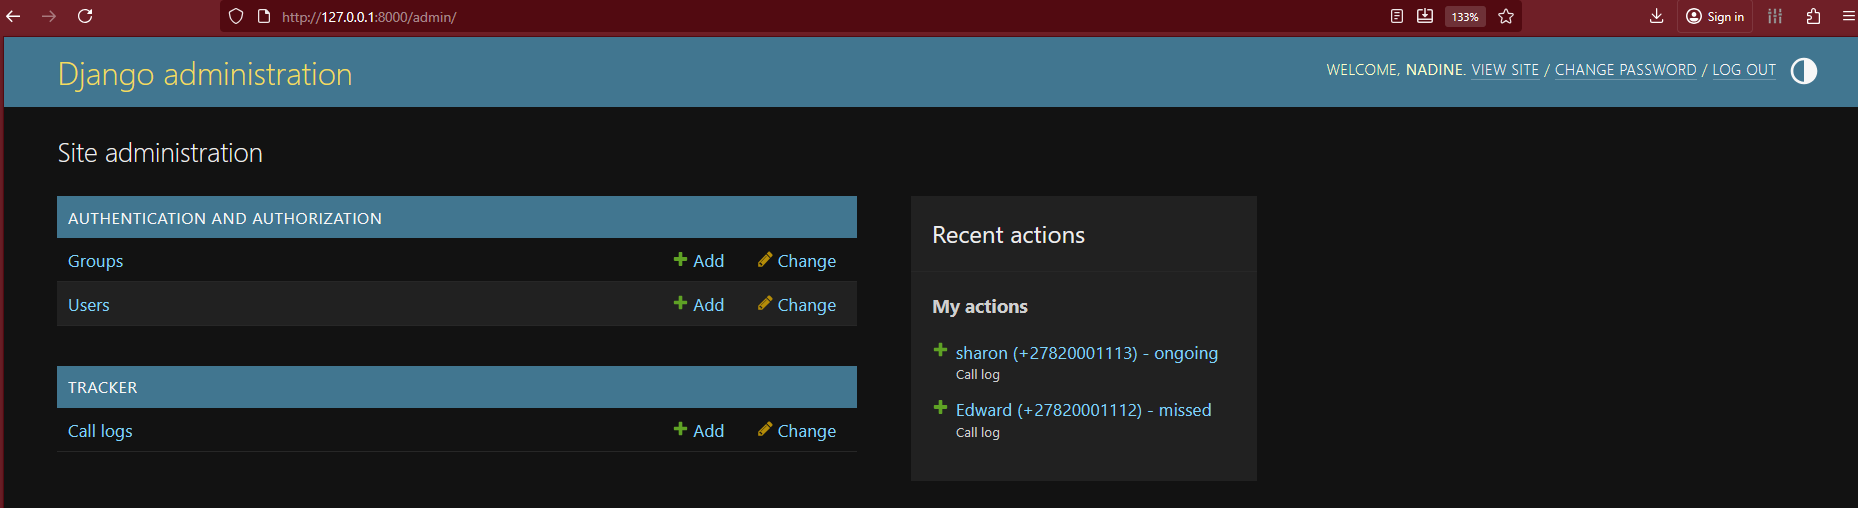 http://127.0.0.1:8000/admin/
133%
Sign in
Django administration
WELCOME, NADINE. VIEW SITE / CHANGE PASSWORD / LOG OUT
Site administration
AUTHENTICATION AND AUTHORIZATION
Groups Add Change
Users Add Change
TRACKER
Call logs Add Change
Recent actions
My actions
sharon (+27820001113) - ongoing
Call log
Edward (+27820001112) - missed
Call log